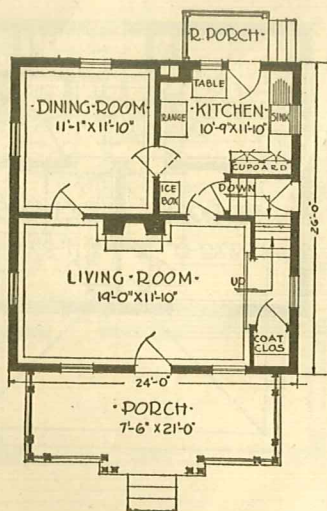 R. PORCH
TABLE
DINING·ROOM
11'-1" X 11'-10"
RANGE
KITCHEN
10'-9" X 11'-10"
SINK
CUPOARD
ICE
BOX
DOWN
26'-0"
LIVING·ROOM
19'-0" X 11'-10"
UP
COAT
CLOS
24'-0"
PORCH
7'-6" X 21'-0"